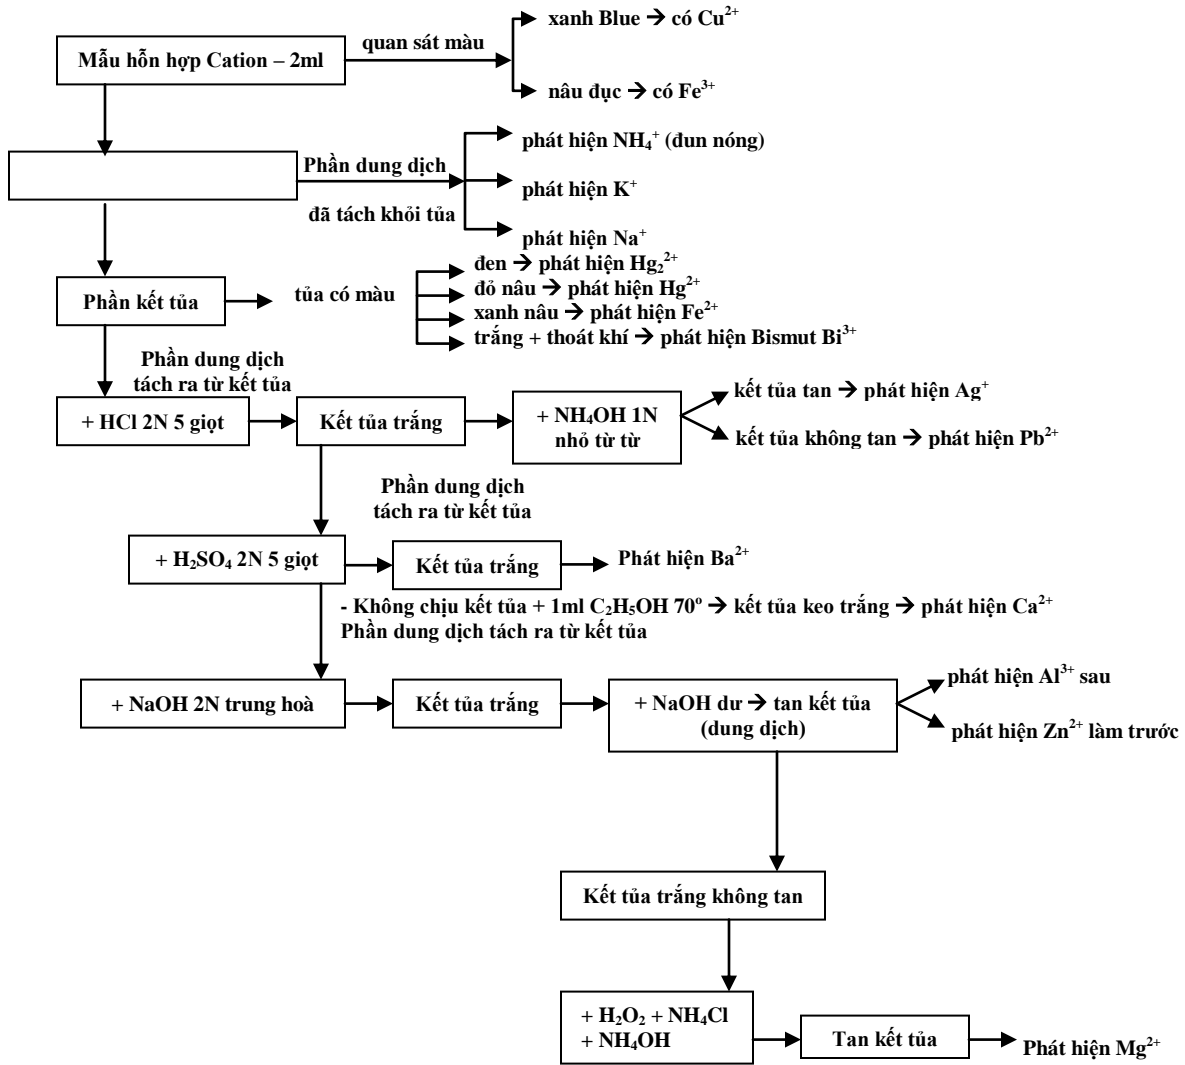 xanh Blue → có Cu²⁺
quan sát màu
Mẫu hỗn hợp Cation – 2ml
nâu đục → có Fe³⁺
phát hiện NH₄⁺ (đun nóng)
Phần dung dịch
phát hiện K⁺
đã tách khỏi tủa
phát hiện Na⁺
đen → phát hiện Hg₂²⁺
Phần kết tủa
tủa có màu
đỏ nâu → phát hiện Hg²⁺
xanh nâu → phát hiện Fe²⁺
trắng + thoát khí → phát hiện Bismut Bi³⁺
Phần dung dịch
tách ra từ kết tủa
kết tủa tan → phát hiện Ag⁺
+ HCl 2N 5 giọt
Kết tủa trắng
+ NH₄OH 1N
nhỏ từ từ
kết tủa không tan → phát hiện Pb²⁺
Phần dung dịch
tách ra từ kết tủa
+ H₂SO₄ 2N 5 giọt
Kết tủa trắng
Phát hiện Ba²⁺
- Không chịu kết tủa + 1ml C₂H₅OH 70º → kết tủa keo trắng → phát hiện Ca²⁺
Phần dung dịch tách ra từ kết tủa
phát hiện Al³⁺ sau
+ NaOH 2N trung hoà
Kết tủa trắng
+ NaOH dư → tan kết tủa
(dung dịch)
phát hiện Zn²⁺ làm trước
Kết tủa trắng không tan
+ H₂O₂ + NH₄Cl
+ NH₄OH
Tan kết tủa
Phát hiện Mg²⁺